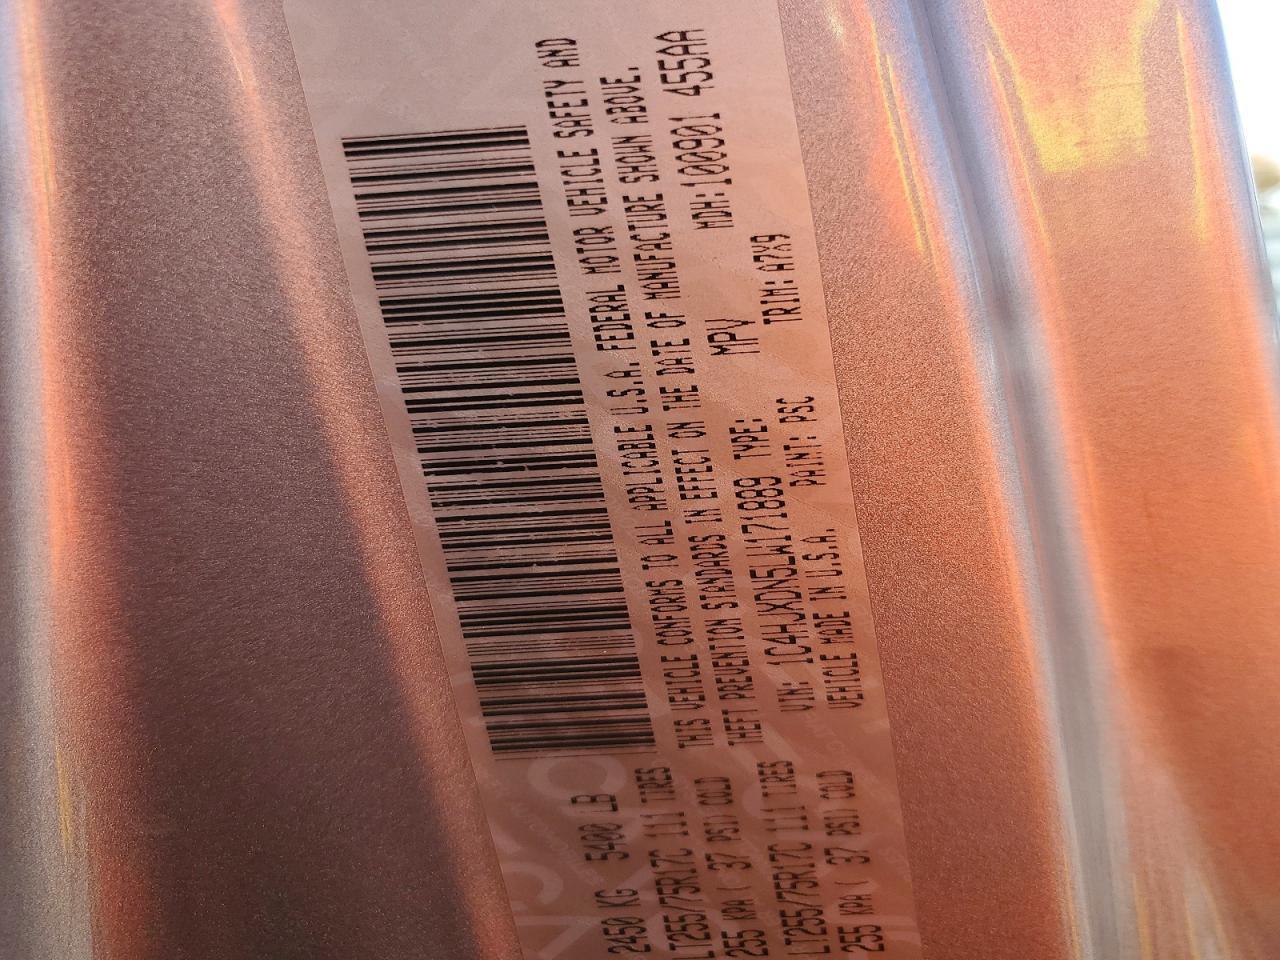 2450 KG 5400 LB
LT255/75R17C 111 TIRES
255 KPA ( 37 PSI) COLD
LT255/75R17C 111 TIRES
255 KPA ( 37 PSI) COLD
THIS VEHICLE CONFORMS TO ALL APPLICABLE U.S.A. FEDERAL MOTOR VEHICLE SAFETY AND
THEFT PREVENTION STANDARDS IN EFFECT ON THE DATE OF MANUFACTURE SHOWN ABOVE.
VIN: 1C4HJXDN5LW171889 TYPE: MPV MDH:100901 455AA
VEHICLE MADE IN U.S.A. PAINT: PSC TRIM: A7X9